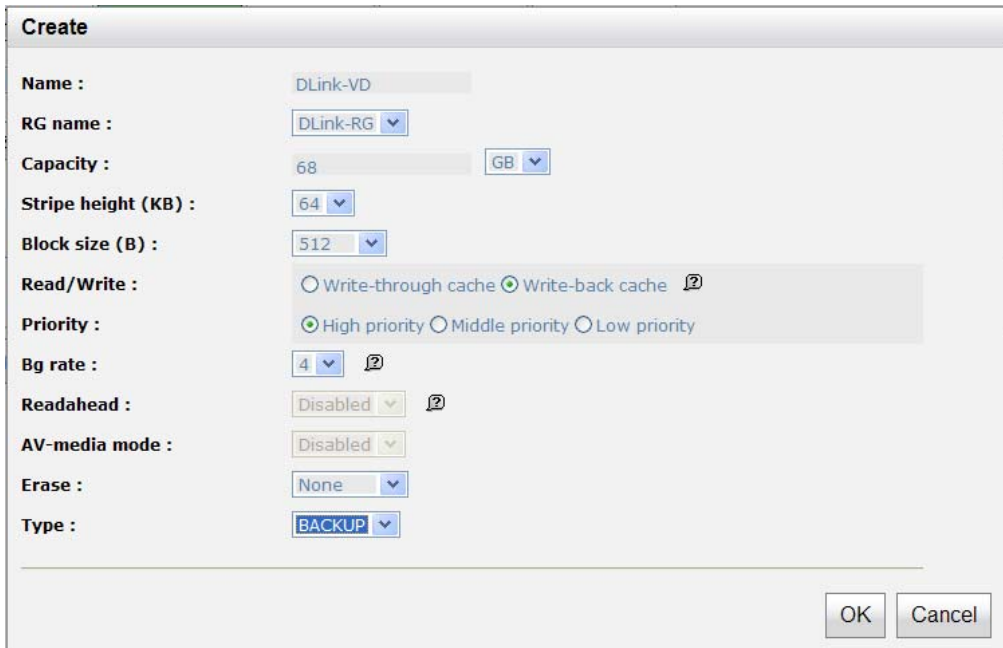 Create
Name : DLink-VD
RG name : DLink-RG
Capacity : 68 GB
Stripe height (KB) : 64
Block size (B) : 512
Read/Write : Write-through cache Write-back cache ?
Priority : High priority Middle priority Low priority
Bg rate : 4 ?
Readahead : Disabled ?
AV-media mode : Disabled
Erase : None
Type : BACKUP
OK Cancel